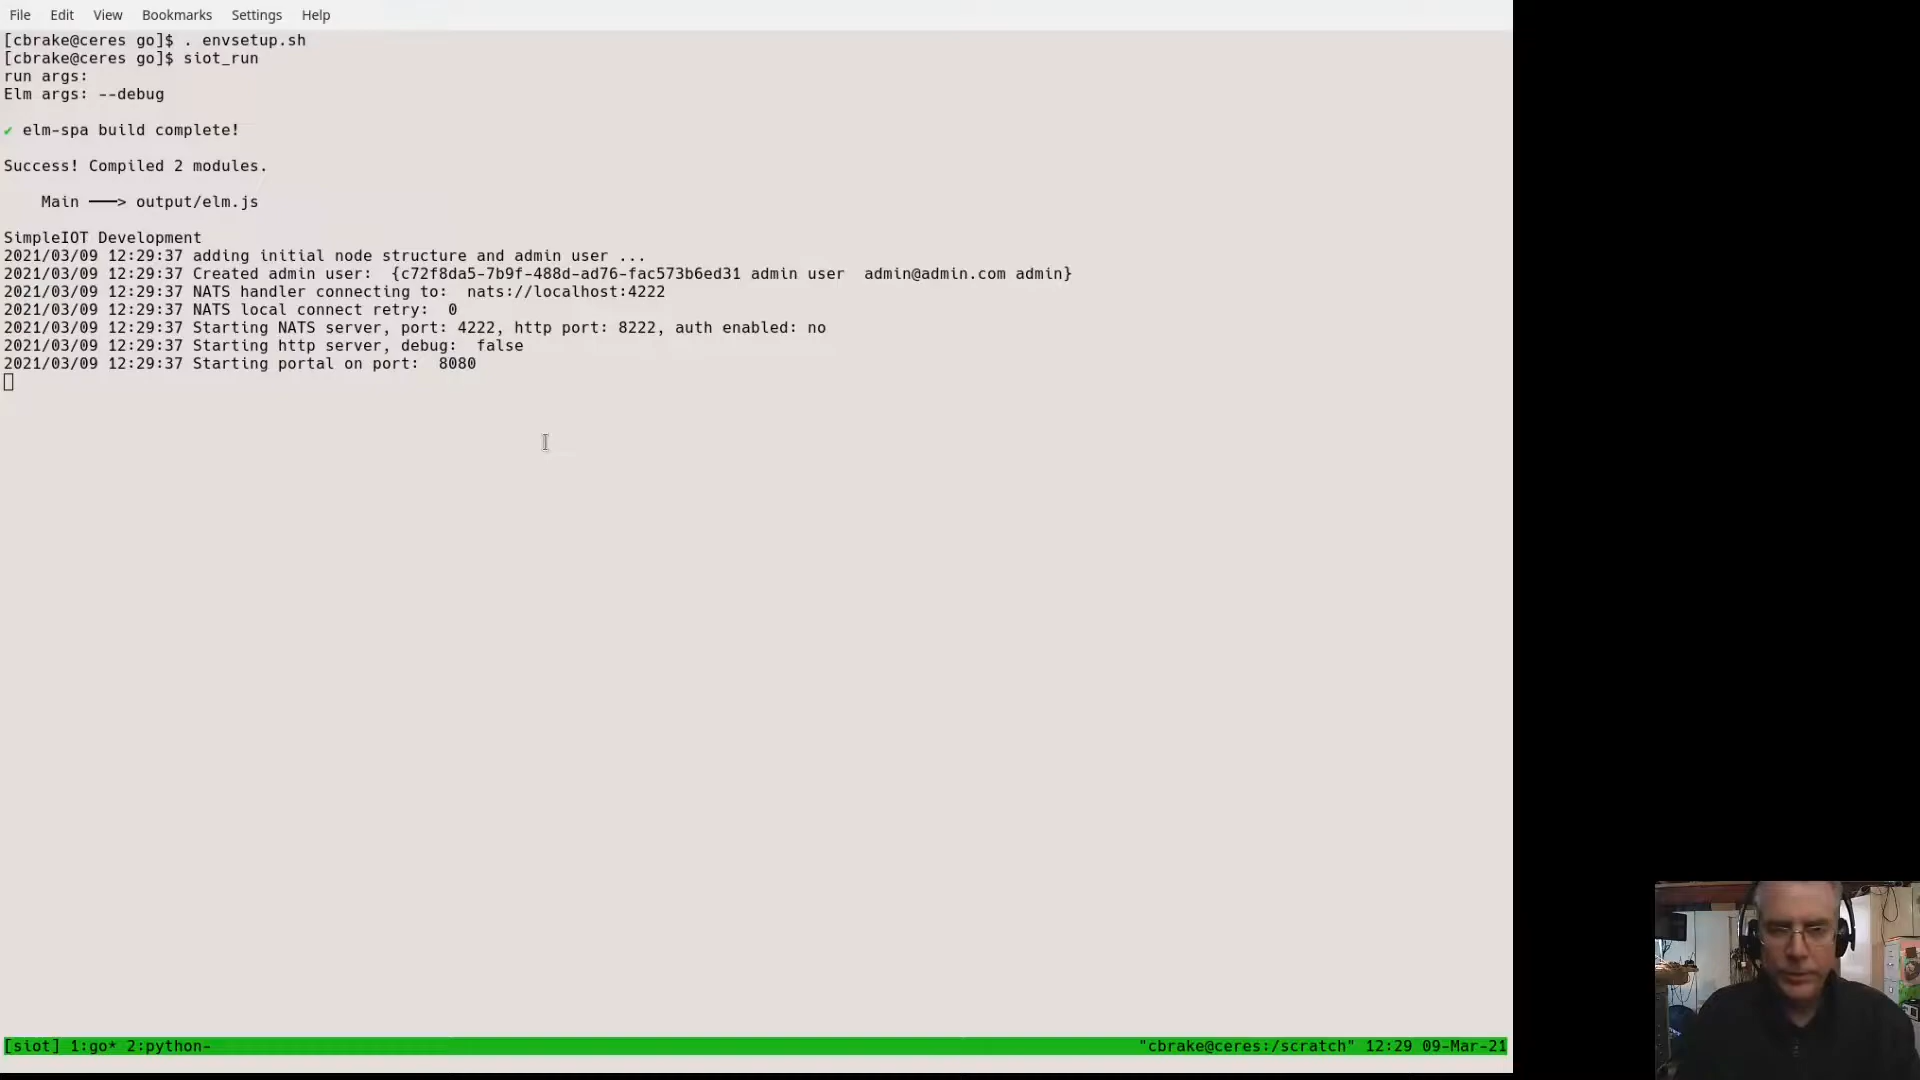 File Edit View Bookmarks Settings Help
[cbrake@ceres go]$ . envsetup.sh
[cbrake@ceres go]$ siot_run
run args:
Elm args: --debug
✔ elm-spa build complete!
Success! Compiled 2 modules.
Main ───> output/elm.js
SimpleIOT Development
2021/03/09 12:29:37 adding initial node structure and admin user ...
2021/03/09 12:29:37 Created admin user:  {c72f8da5-7b9f-488d-ad76-fac573b6ed31 admin user  admin@admin.com admin}
2021/03/09 12:29:37 NATS handler connecting to:  nats://localhost:4222
2021/03/09 12:29:37 NATS local connect retry:  0
2021/03/09 12:29:37 Starting NATS server, port: 4222, http port: 8222, auth enabled: no
2021/03/09 12:29:37 Starting http server, debug:  false
2021/03/09 12:29:37 Starting portal on port:  8080
[siot] 1:go* 2:python- "cbrake@ceres:/scratch" 12:29 09-Mar-21